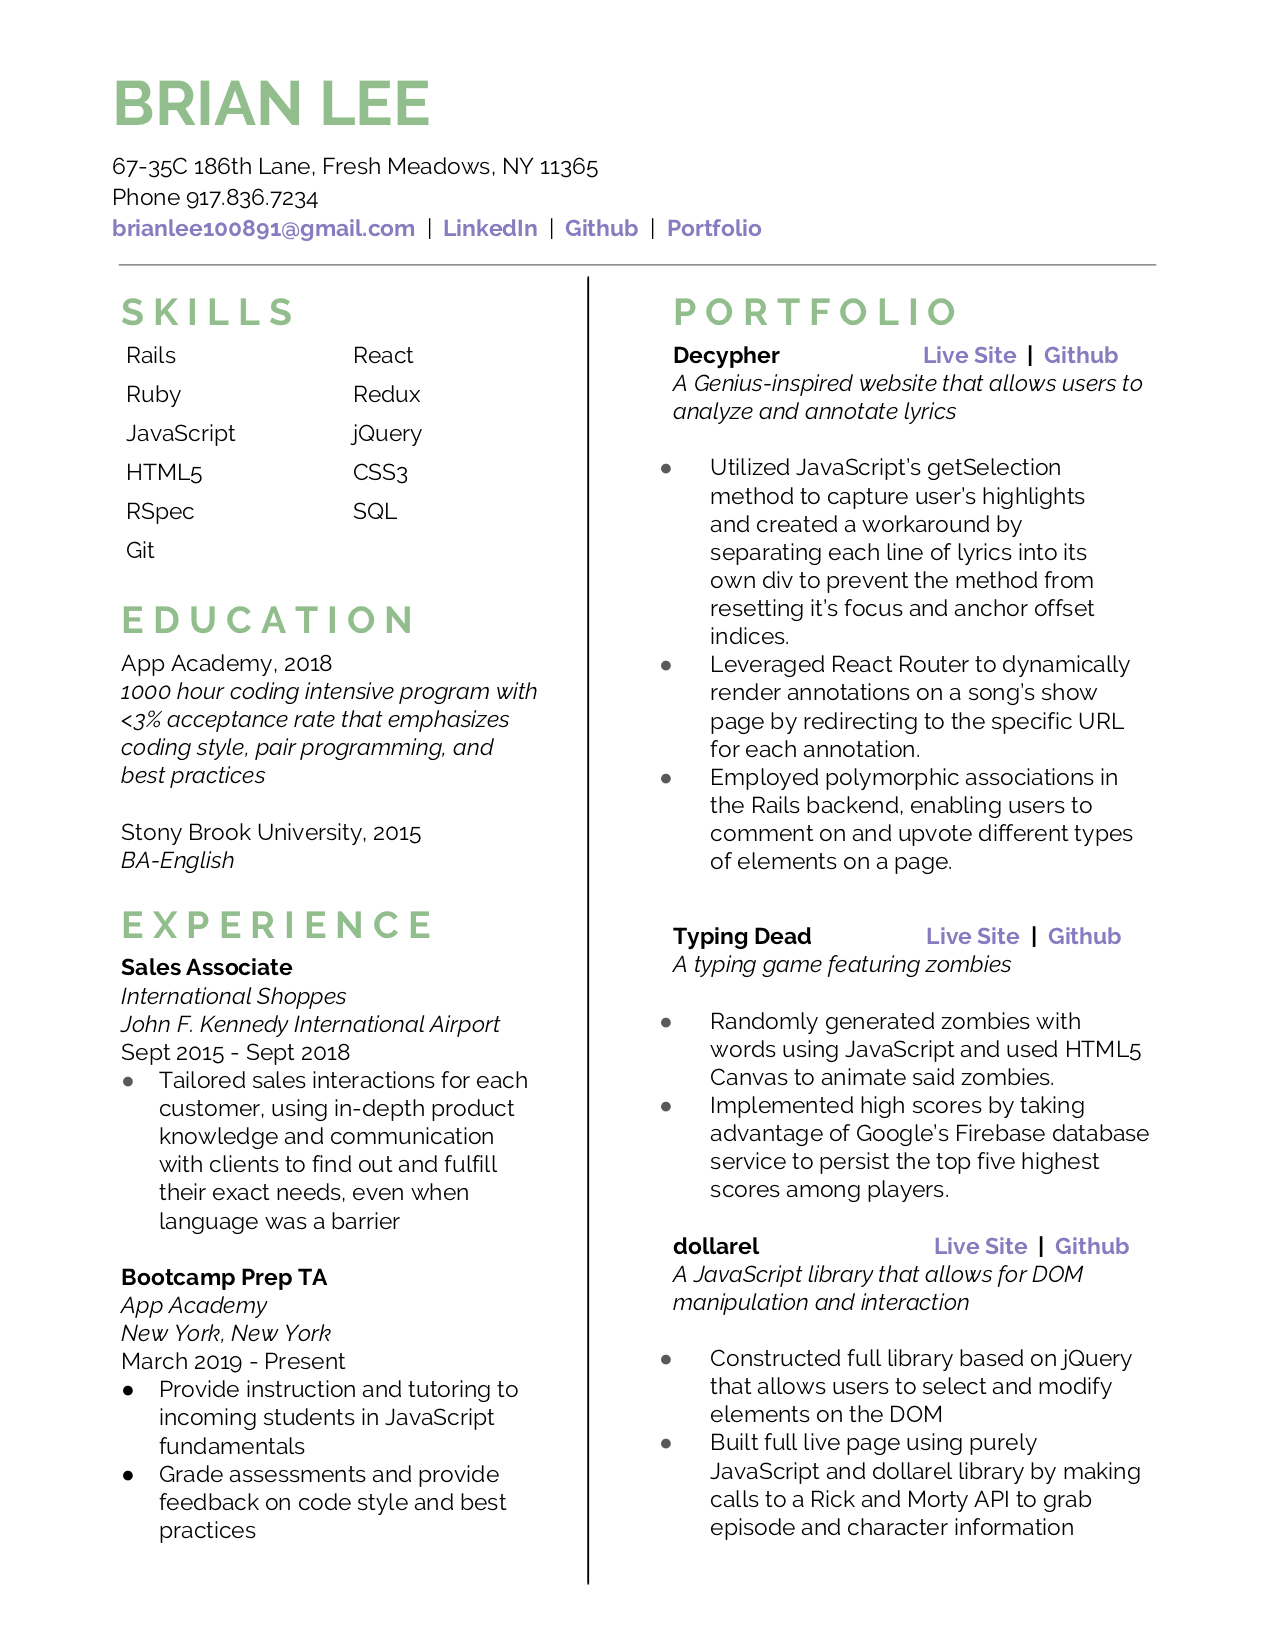 BRIAN LEE
67-35C 186th Lane, Fresh Meadows, NY 11365
Phone 917.836.7234
brianlee100891@gmail.com | LinkedIn | Github | Portfolio
SKILLS
Rails React
Ruby Redux
JavaScript jQuery
HTML5 CSS3
RSpec SQL
Git
EDUCATION
App Academy, 2018
1000 hour coding intensive program with
<3% acceptance rate that emphasizes
coding style, pair programming, and
best practices
Stony Brook University, 2015
BA-English
EXPERIENCE
Sales Associate
International Shoppes
John F. Kennedy International Airport
Sept 2015 - Sept 2018
● Tailored sales interactions for each
customer, using in-depth product
knowledge and communication
with clients to find out and fulfill
their exact needs, even when
language was a barrier
Bootcamp Prep TA
App Academy
New York, New York
March 2019 - Present
● Provide instruction and tutoring to
incoming students in JavaScript
fundamentals
● Grade assessments and provide
feedback on code style and best
practices
PORTFOLIO
Decypher Live Site | Github
A Genius-inspired website that allows users to
analyze and annotate lyrics
● Utilized JavaScript's getSelection
method to capture user's highlights
and created a workaround by
separating each line of lyrics into its
own div to prevent the method from
resetting it's focus and anchor offset
indices.
● Leveraged React Router to dynamically
render annotations on a song's show
page by redirecting to the specific URL
for each annotation.
● Employed polymorphic associations in
the Rails backend, enabling users to
comment on and upvote different types
of elements on a page.
Typing Dead Live Site | Github
A typing game featuring zombies
● Randomly generated zombies with
words using JavaScript and used HTML5
Canvas to animate said zombies.
● Implemented high scores by taking
advantage of Google's Firebase database
service to persist the top five highest
scores among players.
dollarel Live Site | Github
A JavaScript library that allows for DOM
manipulation and interaction
● Constructed full library based on jQuery
that allows users to select and modify
elements on the DOM
● Built full live page using purely
JavaScript and dollarel library by making
calls to a Rick and Morty API to grab
episode and character information